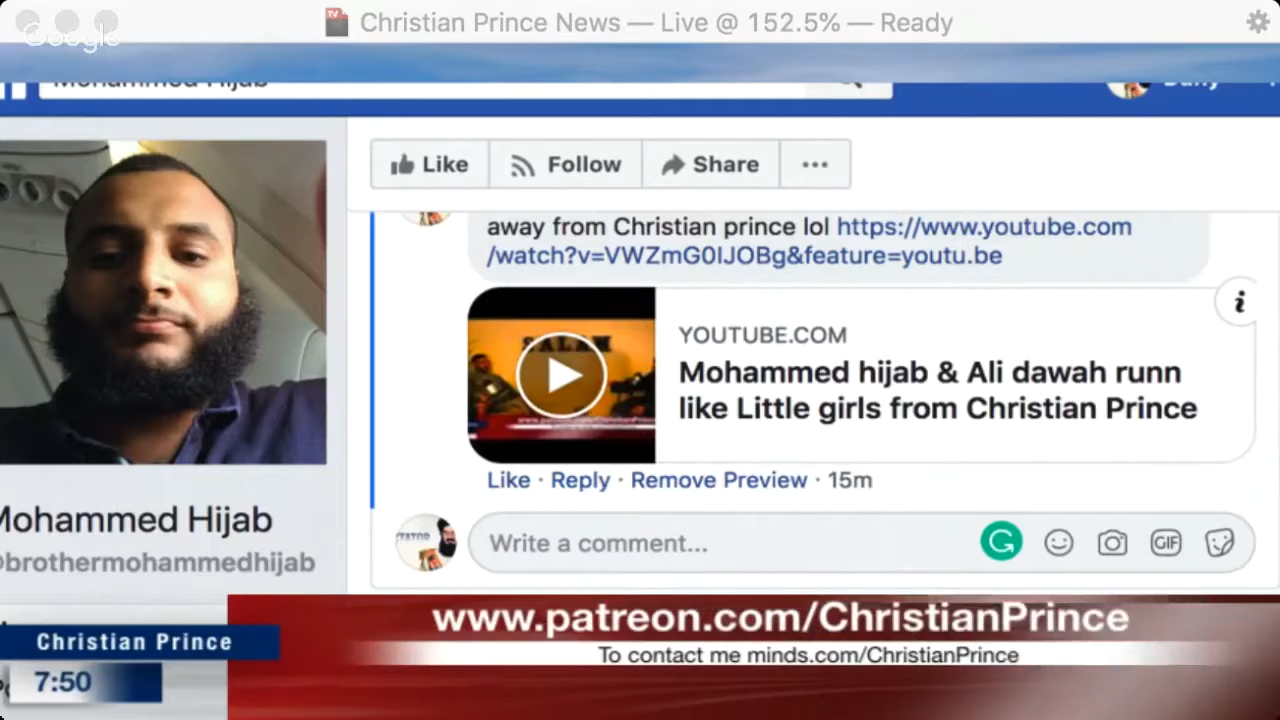 Christian Prince News — Live @ 152.5% — Ready
Google
Mohammed Hijab
Like
Follow
Share
away from Christian prince lol https://www.youtube.com
/watch?v=VWZmG0IJOBg&feature=youtu.be
SALAM
YOUTUBE.COM
Mohammed hijab & Ali dawah runn
like Little girls from Christian Prince
Like · Reply · Remove Preview · 15m
Write a comment...
GIF
Mohammed Hijab
@brothermohammedhijab
www.patreon.com/ChristianPrince
To contact me minds.com/ChristianPrince
Christian Prince
7:50